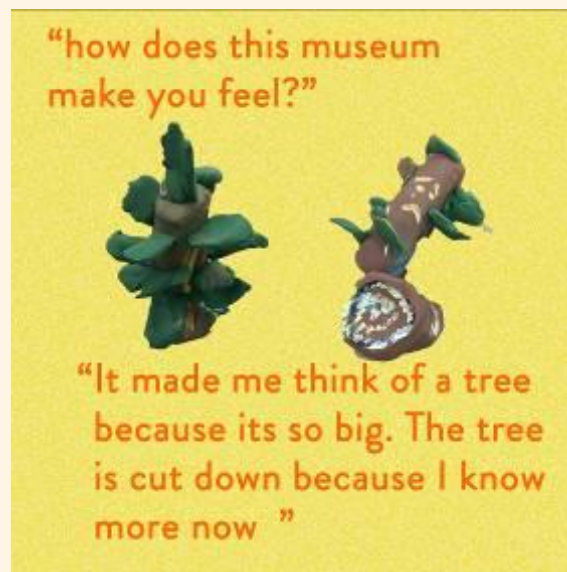 “how does this museum
make you feel?”
“It made me think of a tree
because its so big. The tree
is cut down because I know
more now ”